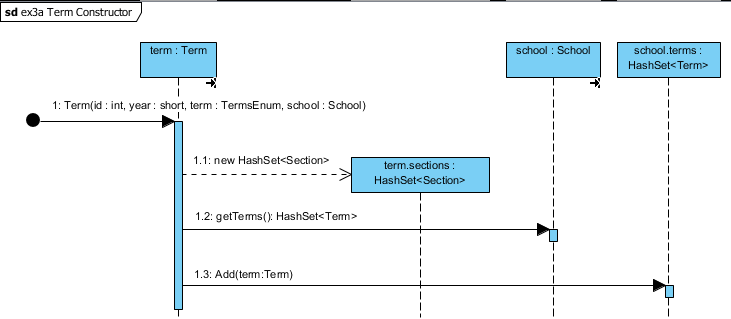 sd ex3a Term Constructor
term : Term
school : School
school.terms :
HashSet<Term>
1: Term(id : int, year : short, term : TermsEnum, school : School)
1.1: new HashSet<Section>
term.sections :
HashSet<Section>
1.2: getTerms(): HashSet<Term>
1.3: Add(term:Term)